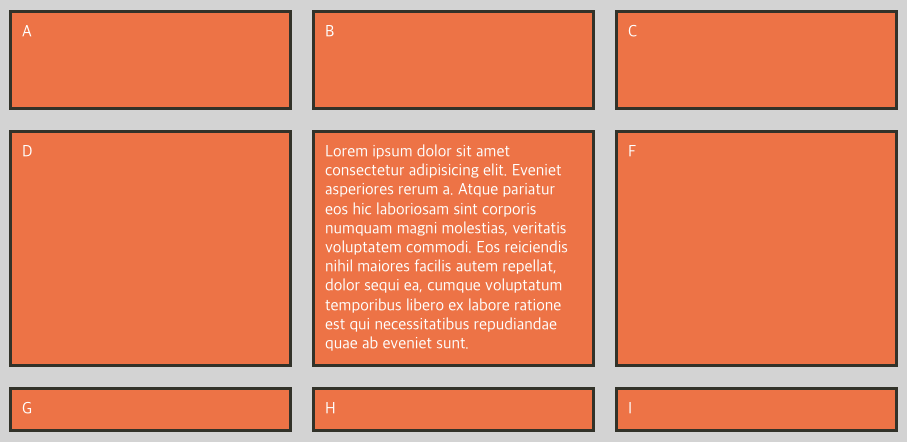 A
B
C
D
Lorem ipsum dolor sit amet
consectetur adipisicing elit. Eveniet
asperiores rerum a. Atque pariatur
eos hic laboriosam sint corporis
numquam magni molestias, veritatis
voluptatem commodi. Eos reiciendis
nihil maiores facilis autem repellat,
dolor sequi ea, cumque voluptatum
temporibus libero ex labore ratione
est qui necessitatibus repudiandae
quae ab eveniet sunt.
F
G
H
I